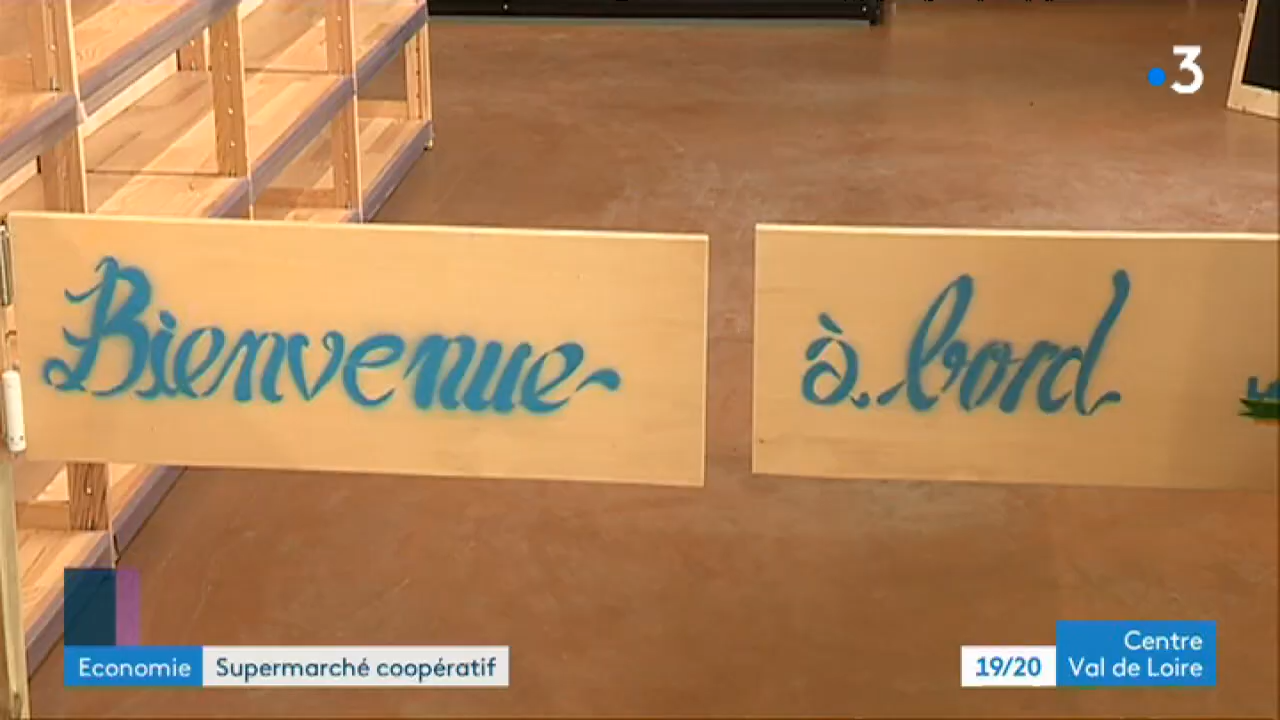 3
Bienvenue à bord
Economie Supermarché coopératif
19/20 Centre
Val de Loire